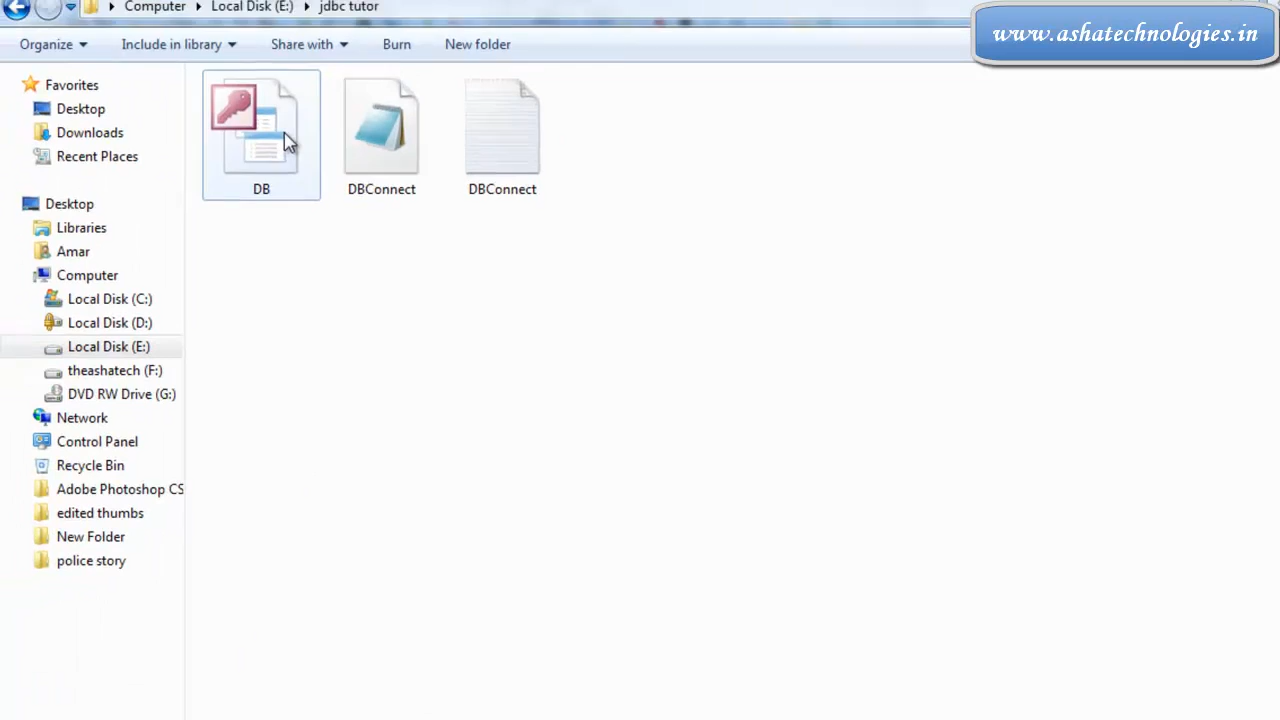 Computer Local Disk (E:) jdbc tutor
www.ashatechnologies.in
Organize Include in library Share with Burn New folder
Favorites
Desktop
Downloads
Recent Places
Desktop
Libraries
Amar
Computer
Local Disk (C:)
Local Disk (D:)
Local Disk (E:)
theashatech (F:)
DVD RW Drive (G:)
Network
Control Panel
Recycle Bin
Adobe Photoshop CS
edited thumbs
New Folder
police story
DB DBConnect DBConnect